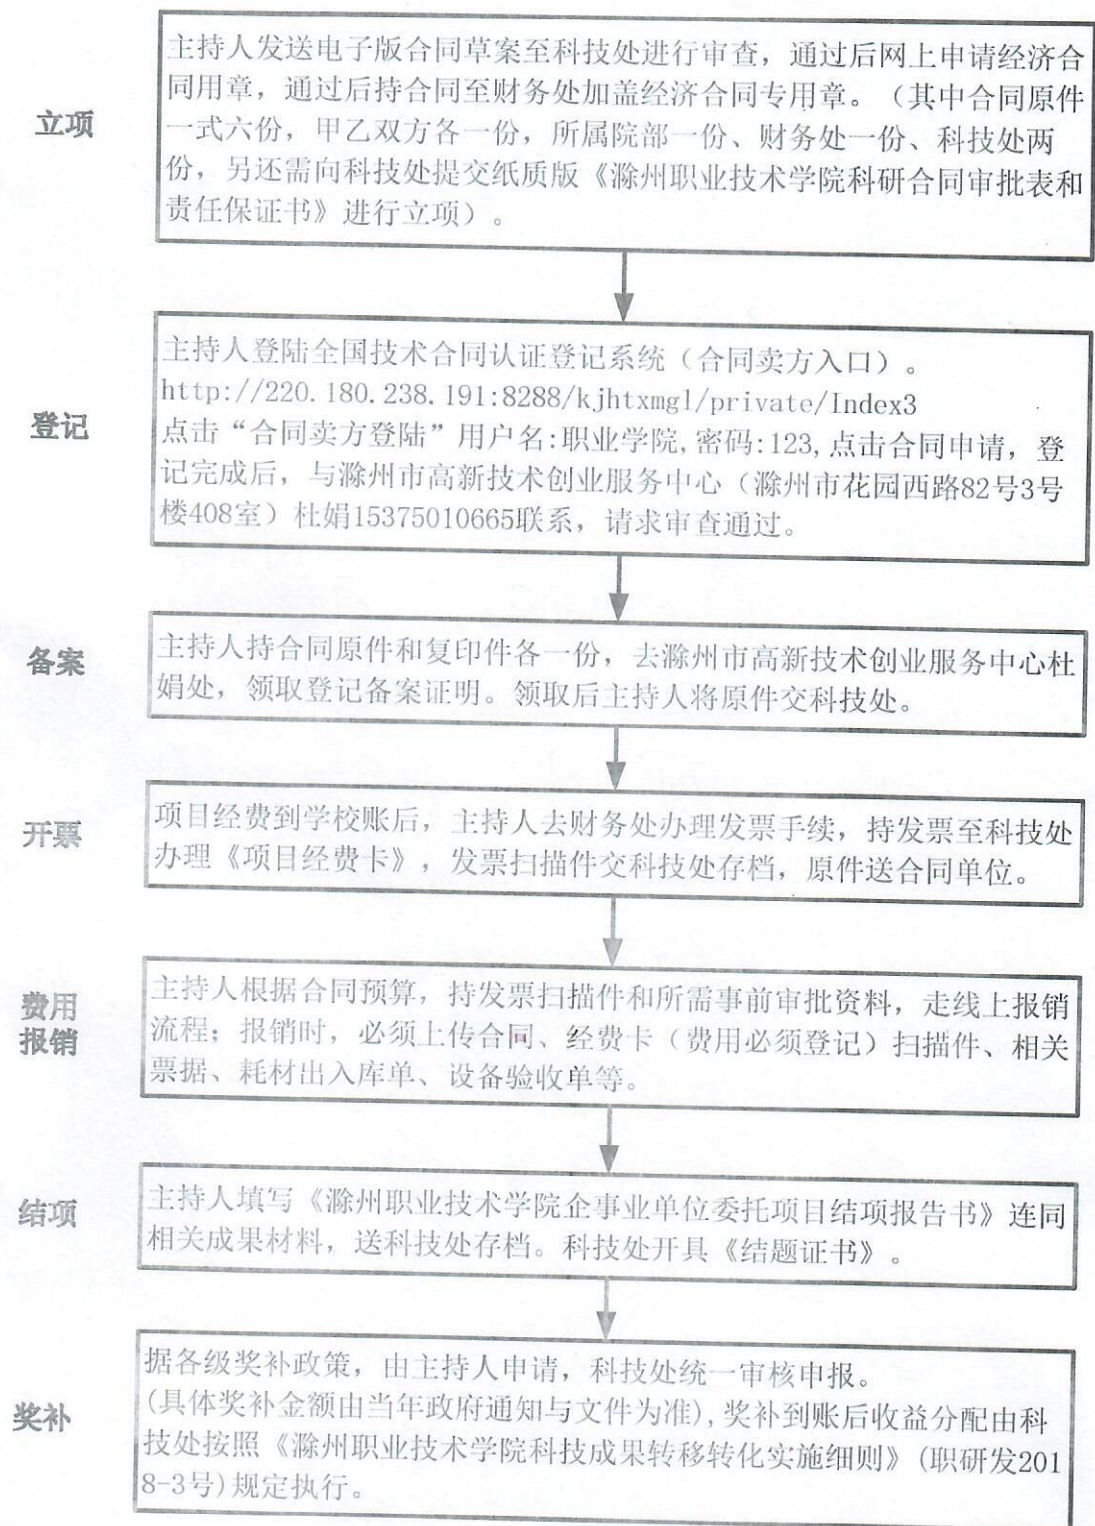 立项
主持人发送电子版合同草案至科技处进行审查，通过后网上申请经济合
同用章，通过后持合同至财务处加盖经济合同专用章。（其中合同原件
一式六份，甲乙双方各一份，所属院部一份、财务处一份、科技处两
份，另还需向科技处提交纸质版《滁州职业技术学院科研合同审批表和
责任保证书》进行立项）。
登记
主持人登陆全国技术合同认证登记系统（合同卖方入口）。
http://220.180.238.191:8288/kjhtxmgl/private/Index3
点击“合同卖方登陆”用户名:职业学院,密码:123,点击合同申请，登
记完成后，与滁州市高新技术创业服务中心（滁州市花园西路82号3号
楼408室）杜娟15375010665联系，请求审查通过。
备案
主持人持合同原件和复印件各一份，去滁州市高新技术创业服务中心杜
娟处，领取登记备案证明。领取后主持人将原件交科技处。
开票
项目经费到学校账后，主持人去财务处办理发票手续，持发票至科技处
办理《项目经费卡》，发票扫描件交科技处存档，原件送合同单位。
费用
报销
主持人根据合同预算，持发票扫描件和所需事前审批资料，走线上报销
流程；报销时，必须上传合同、经费卡（费用必须登记）扫描件、相关
票据、耗材出入库单、设备验收单等。
结项
主持人填写《滁州职业技术学院企事业单位委托项目结项报告书》连同
相关成果材料，送科技处存档。科技处开具《结题证书》。
奖补
据各级奖补政策，由主持人申请，科技处统一审核申报。
(具体奖补金额由当年政府通知与文件为准),奖补到账后收益分配由科
技处按照《滁州职业技术学院科技成果转移转化实施细则》(职研发201
8-3号)规定执行。